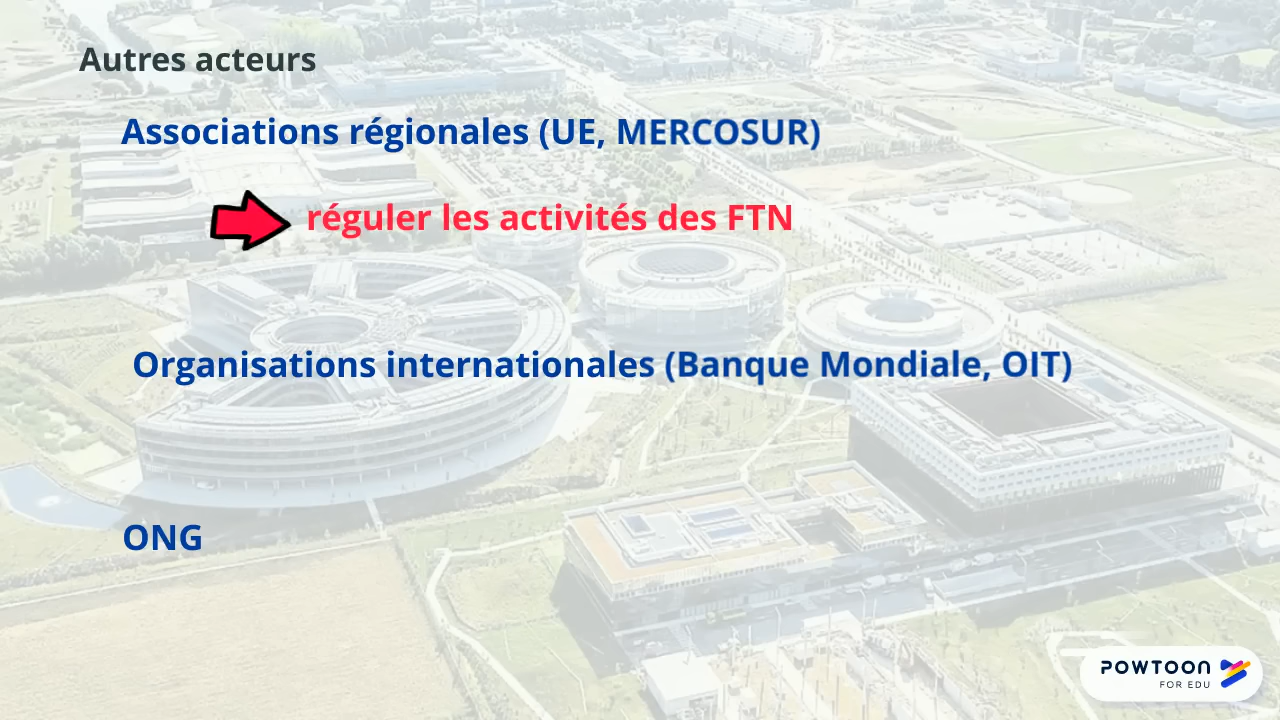 Autres acteurs
Associations régionales (UE, MERCOSUR)
réguler les activités des FTN
Organisations internationales (Banque Mondiale, OIT)
ONG
POWTOON
FOR EDU